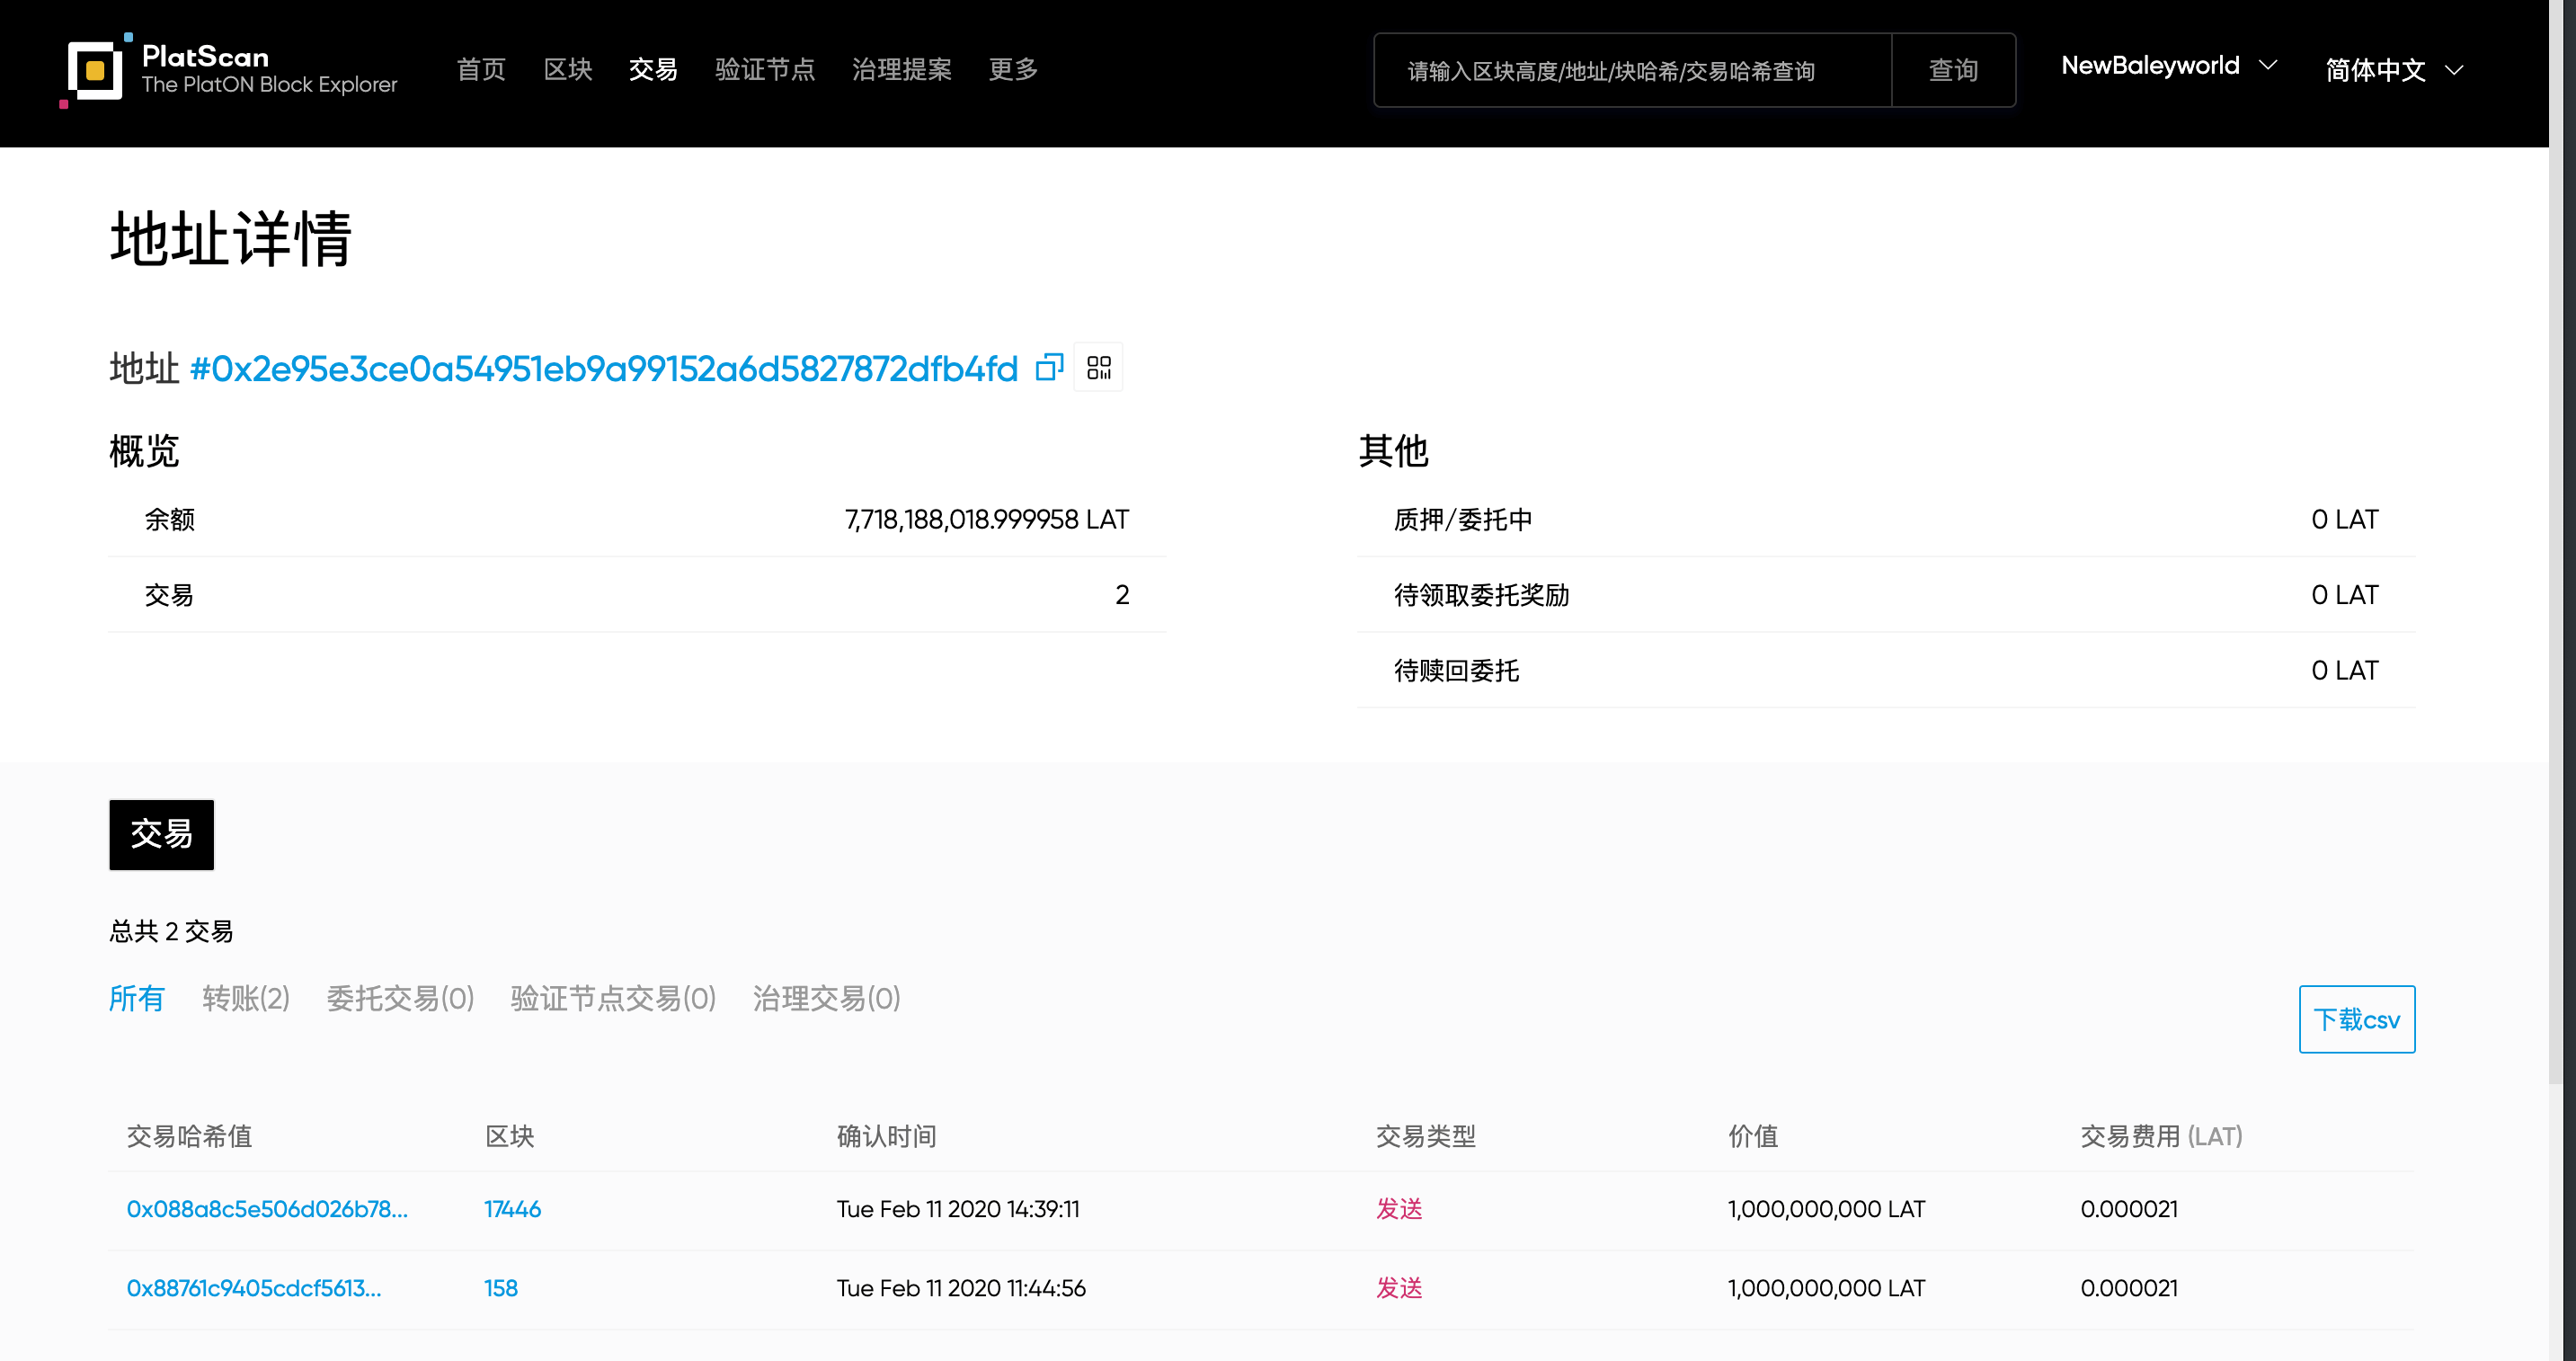 PlatScan
The PlatON Block Explorer
首页 区块 交易 验证节点 治理提案 更多
请输入区块高度/地址/块哈希/交易哈希查询 查询
NewBaleyworld 简体中文
地址详情
地址 #0x2e95e3ce0a54951eb9a99152a6d5827872dfb4fd
概览
余额 7,718,188,018.999958 LAT
交易 2
其他
质押/委托中 0 LAT
待领取委托奖励 0 LAT
待赎回委托 0 LAT
交易
总共 2 交易
所有 转账(2) 委托交易(0) 验证节点交易(0) 治理交易(0)
下载csv
交易哈希值 区块 确认时间 交易类型 价值 交易费用 (LAT)
0x088a8c5e506d026b78... 17446 Tue Feb 11 2020 14:39:11 发送 1,000,000,000 LAT 0.000021
0x88761c9405cdcf5613... 158 Tue Feb 11 2020 11:44:56 发送 1,000,000,000 LAT 0.000021